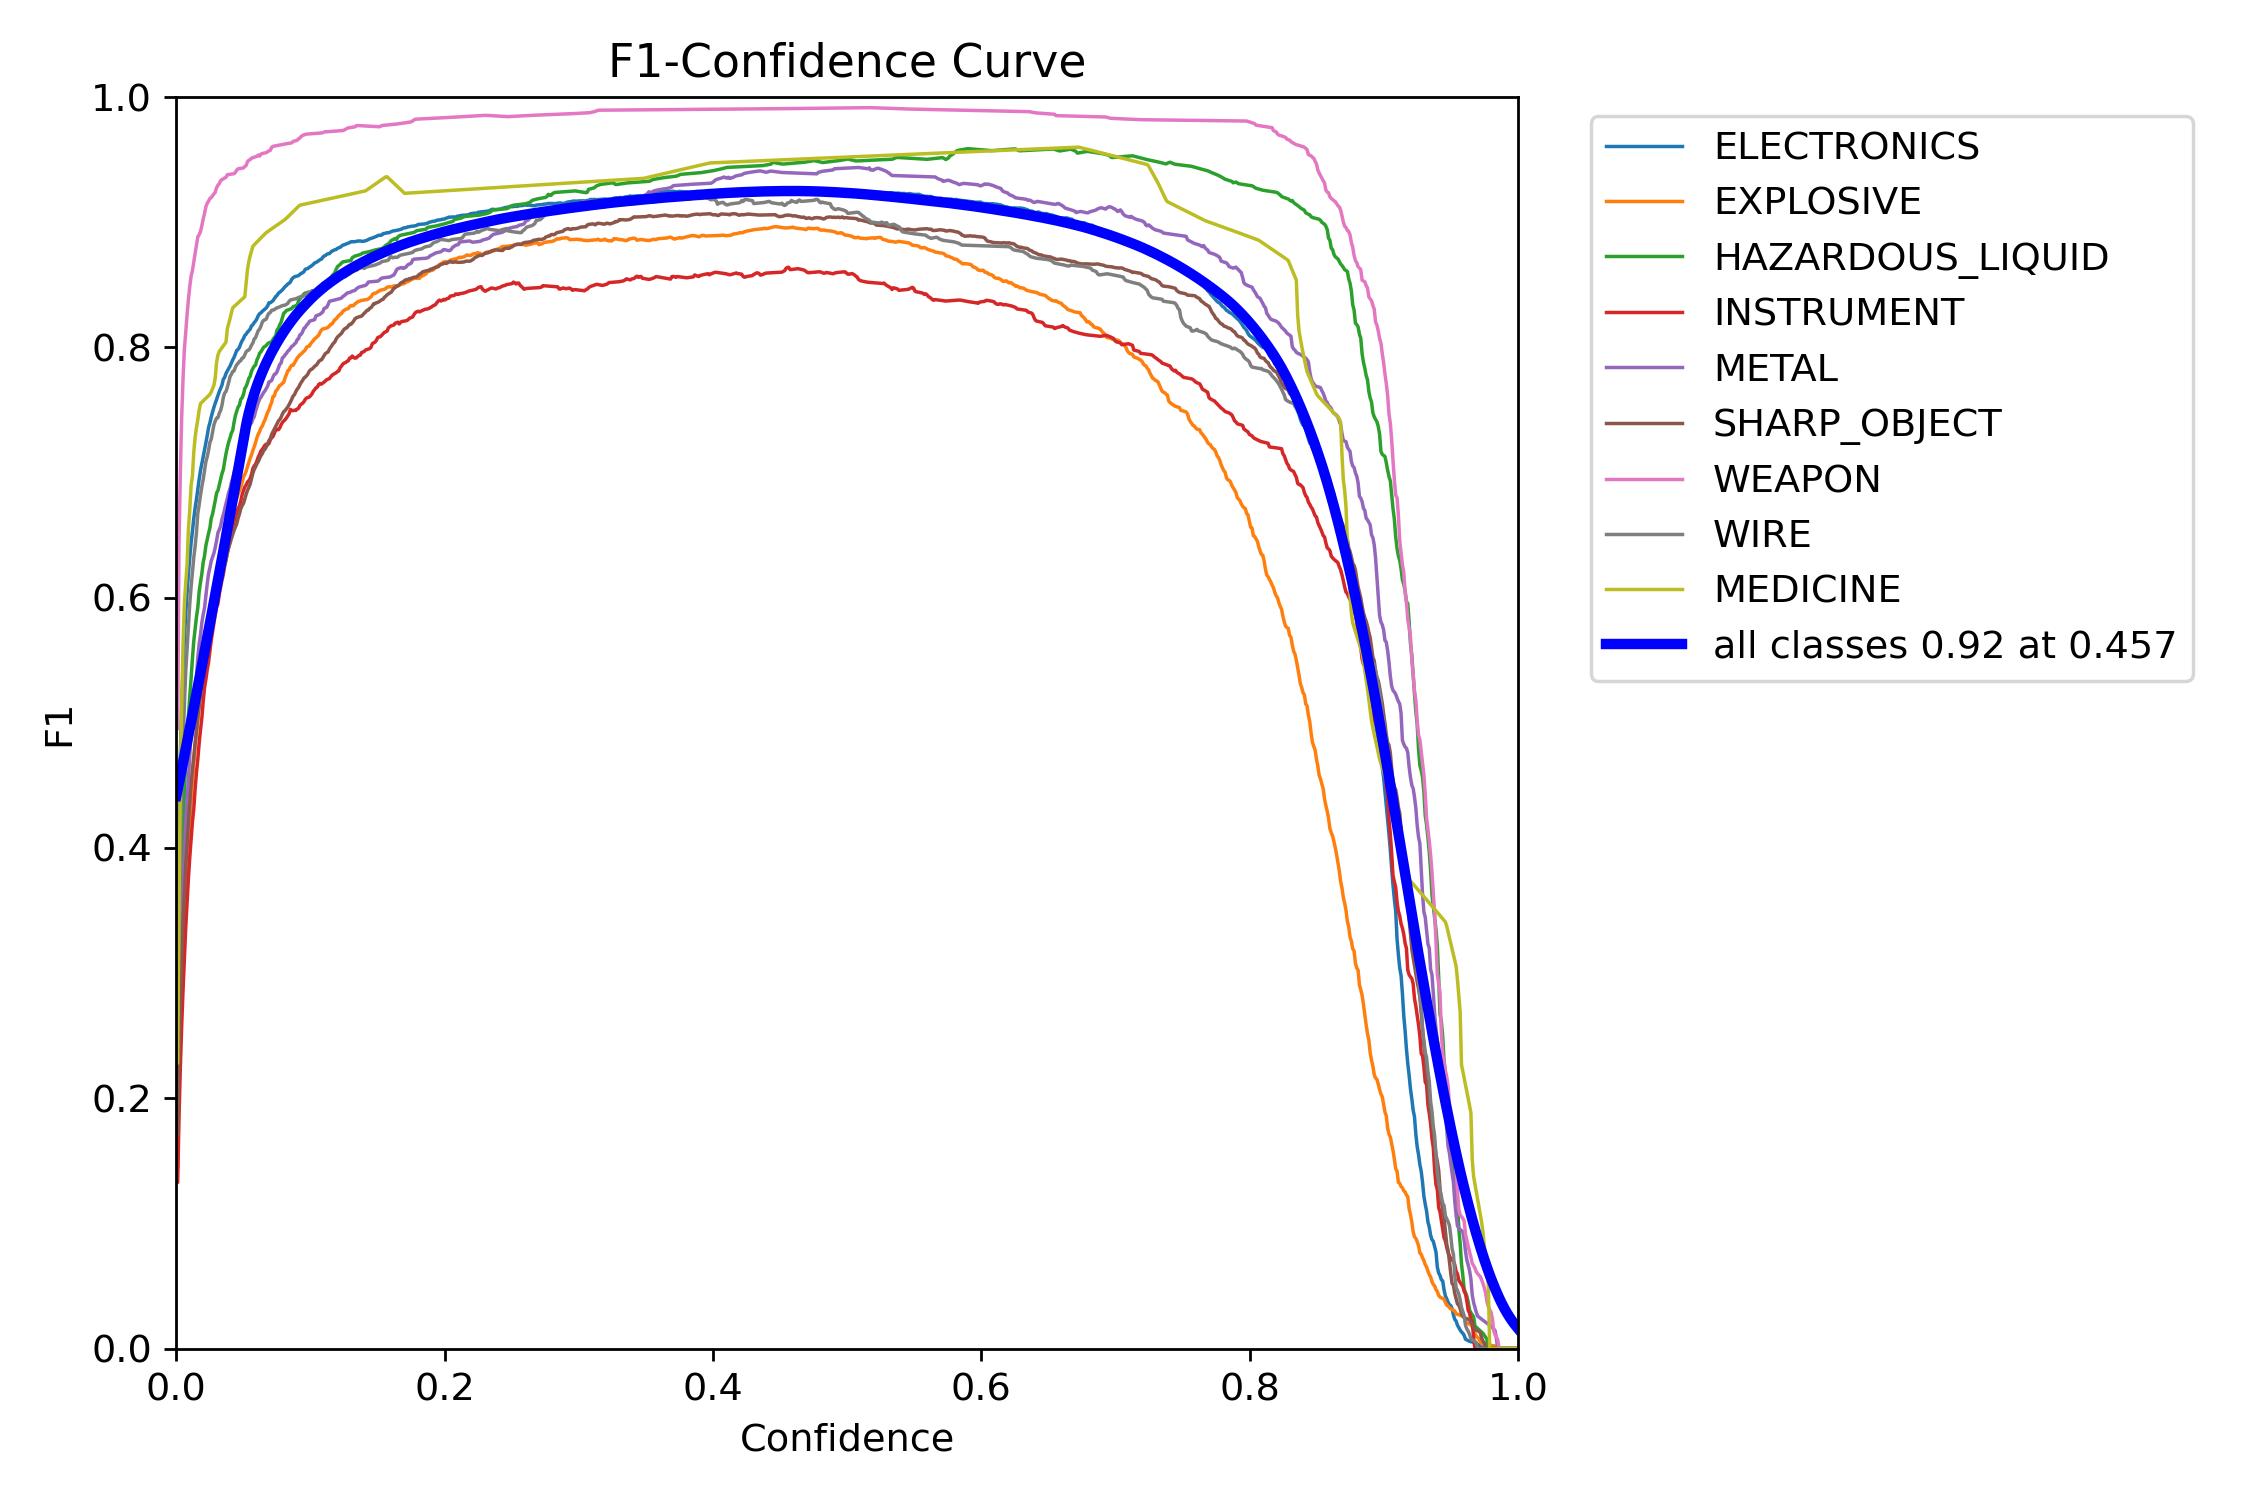 F1-Confidence Curve
1.0
0.8
0.6
0.4
0.2
0.0
F1
0.0 0.2 0.4 0.6 0.8 1.0
Confidence
ELECTRONICS
EXPLOSIVE
HAZARDOUS_LIQUID
INSTRUMENT
METAL
SHARP_OBJECT
WEAPON
WIRE
MEDICINE
all classes 0.92 at 0.457